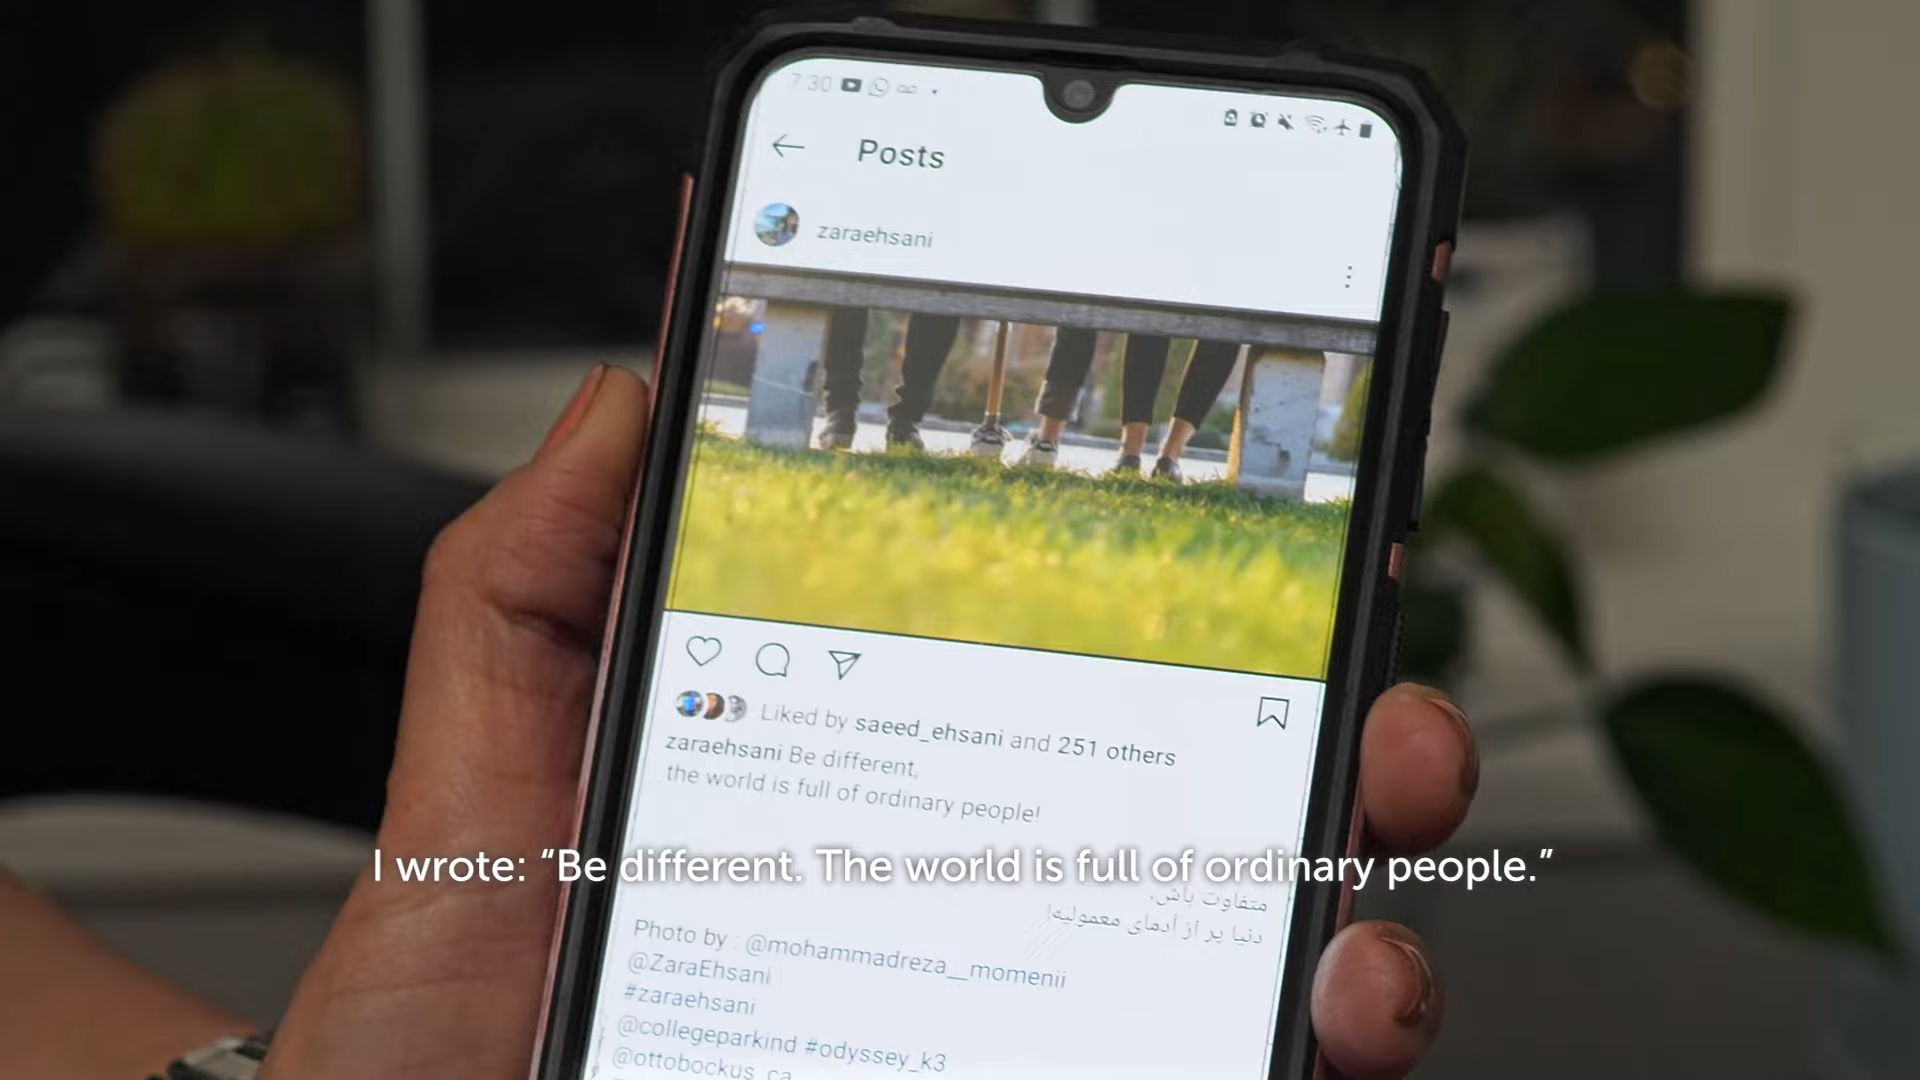 7:30
Posts
zaraehsani
Liked by saeed_ehsani and 251 others
zaraehsani Be different,
the world is full of ordinary people!
I wrote: “Be different. The world is full of ordinary people.”
متفاوت باش.
دنیا پر از آدمای معمولیه!
Photo by : @mohammadreza__momenii
@ZaraEhsani
#zaraehsani
@collegeparkind #odyssey_k3
@ottobockus_ca